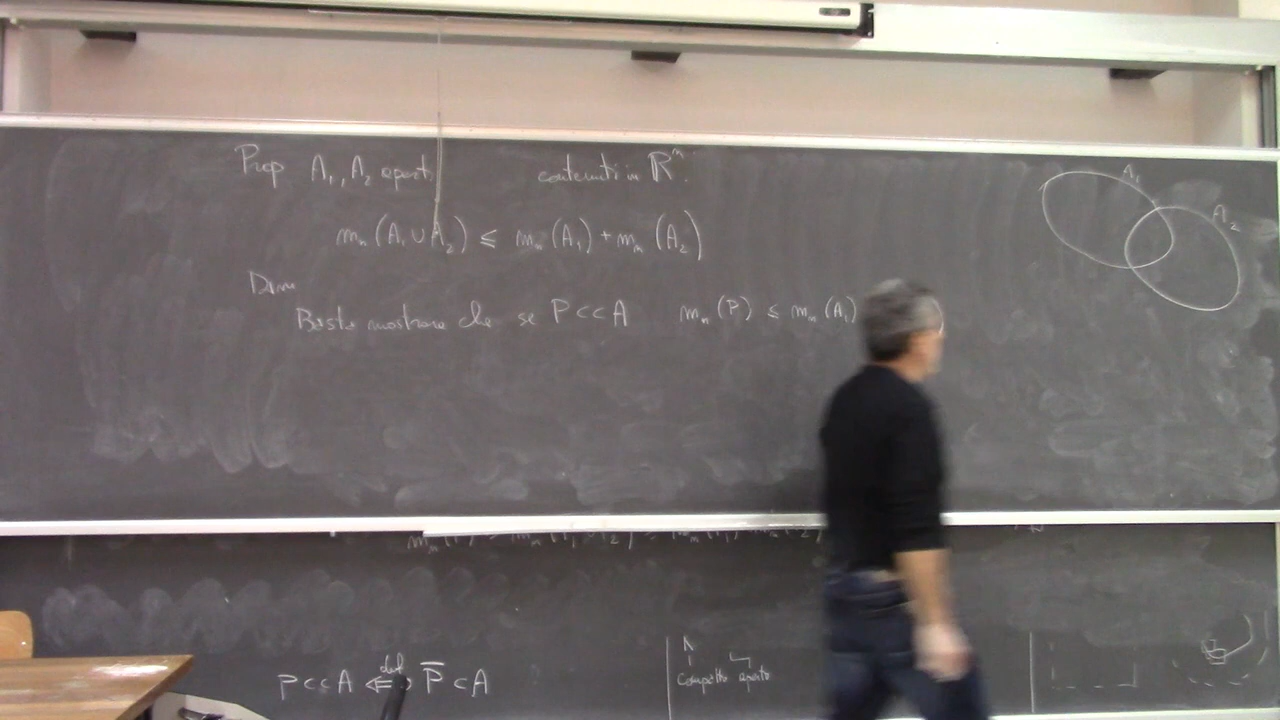 Prop A₁, A₂ aperti contenuti in ℝⁿ.
mₙ(A₁∪A₂) ≤ mₙ(A₁)+mₙ(A₂)
Dim
Basta mostrare che se P⊂⊂A mₙ(P) ≤ mₙ(A₁)
A₁
A₂
P⊂⊂A ⇔ def P̄⊂A
compatto aperto